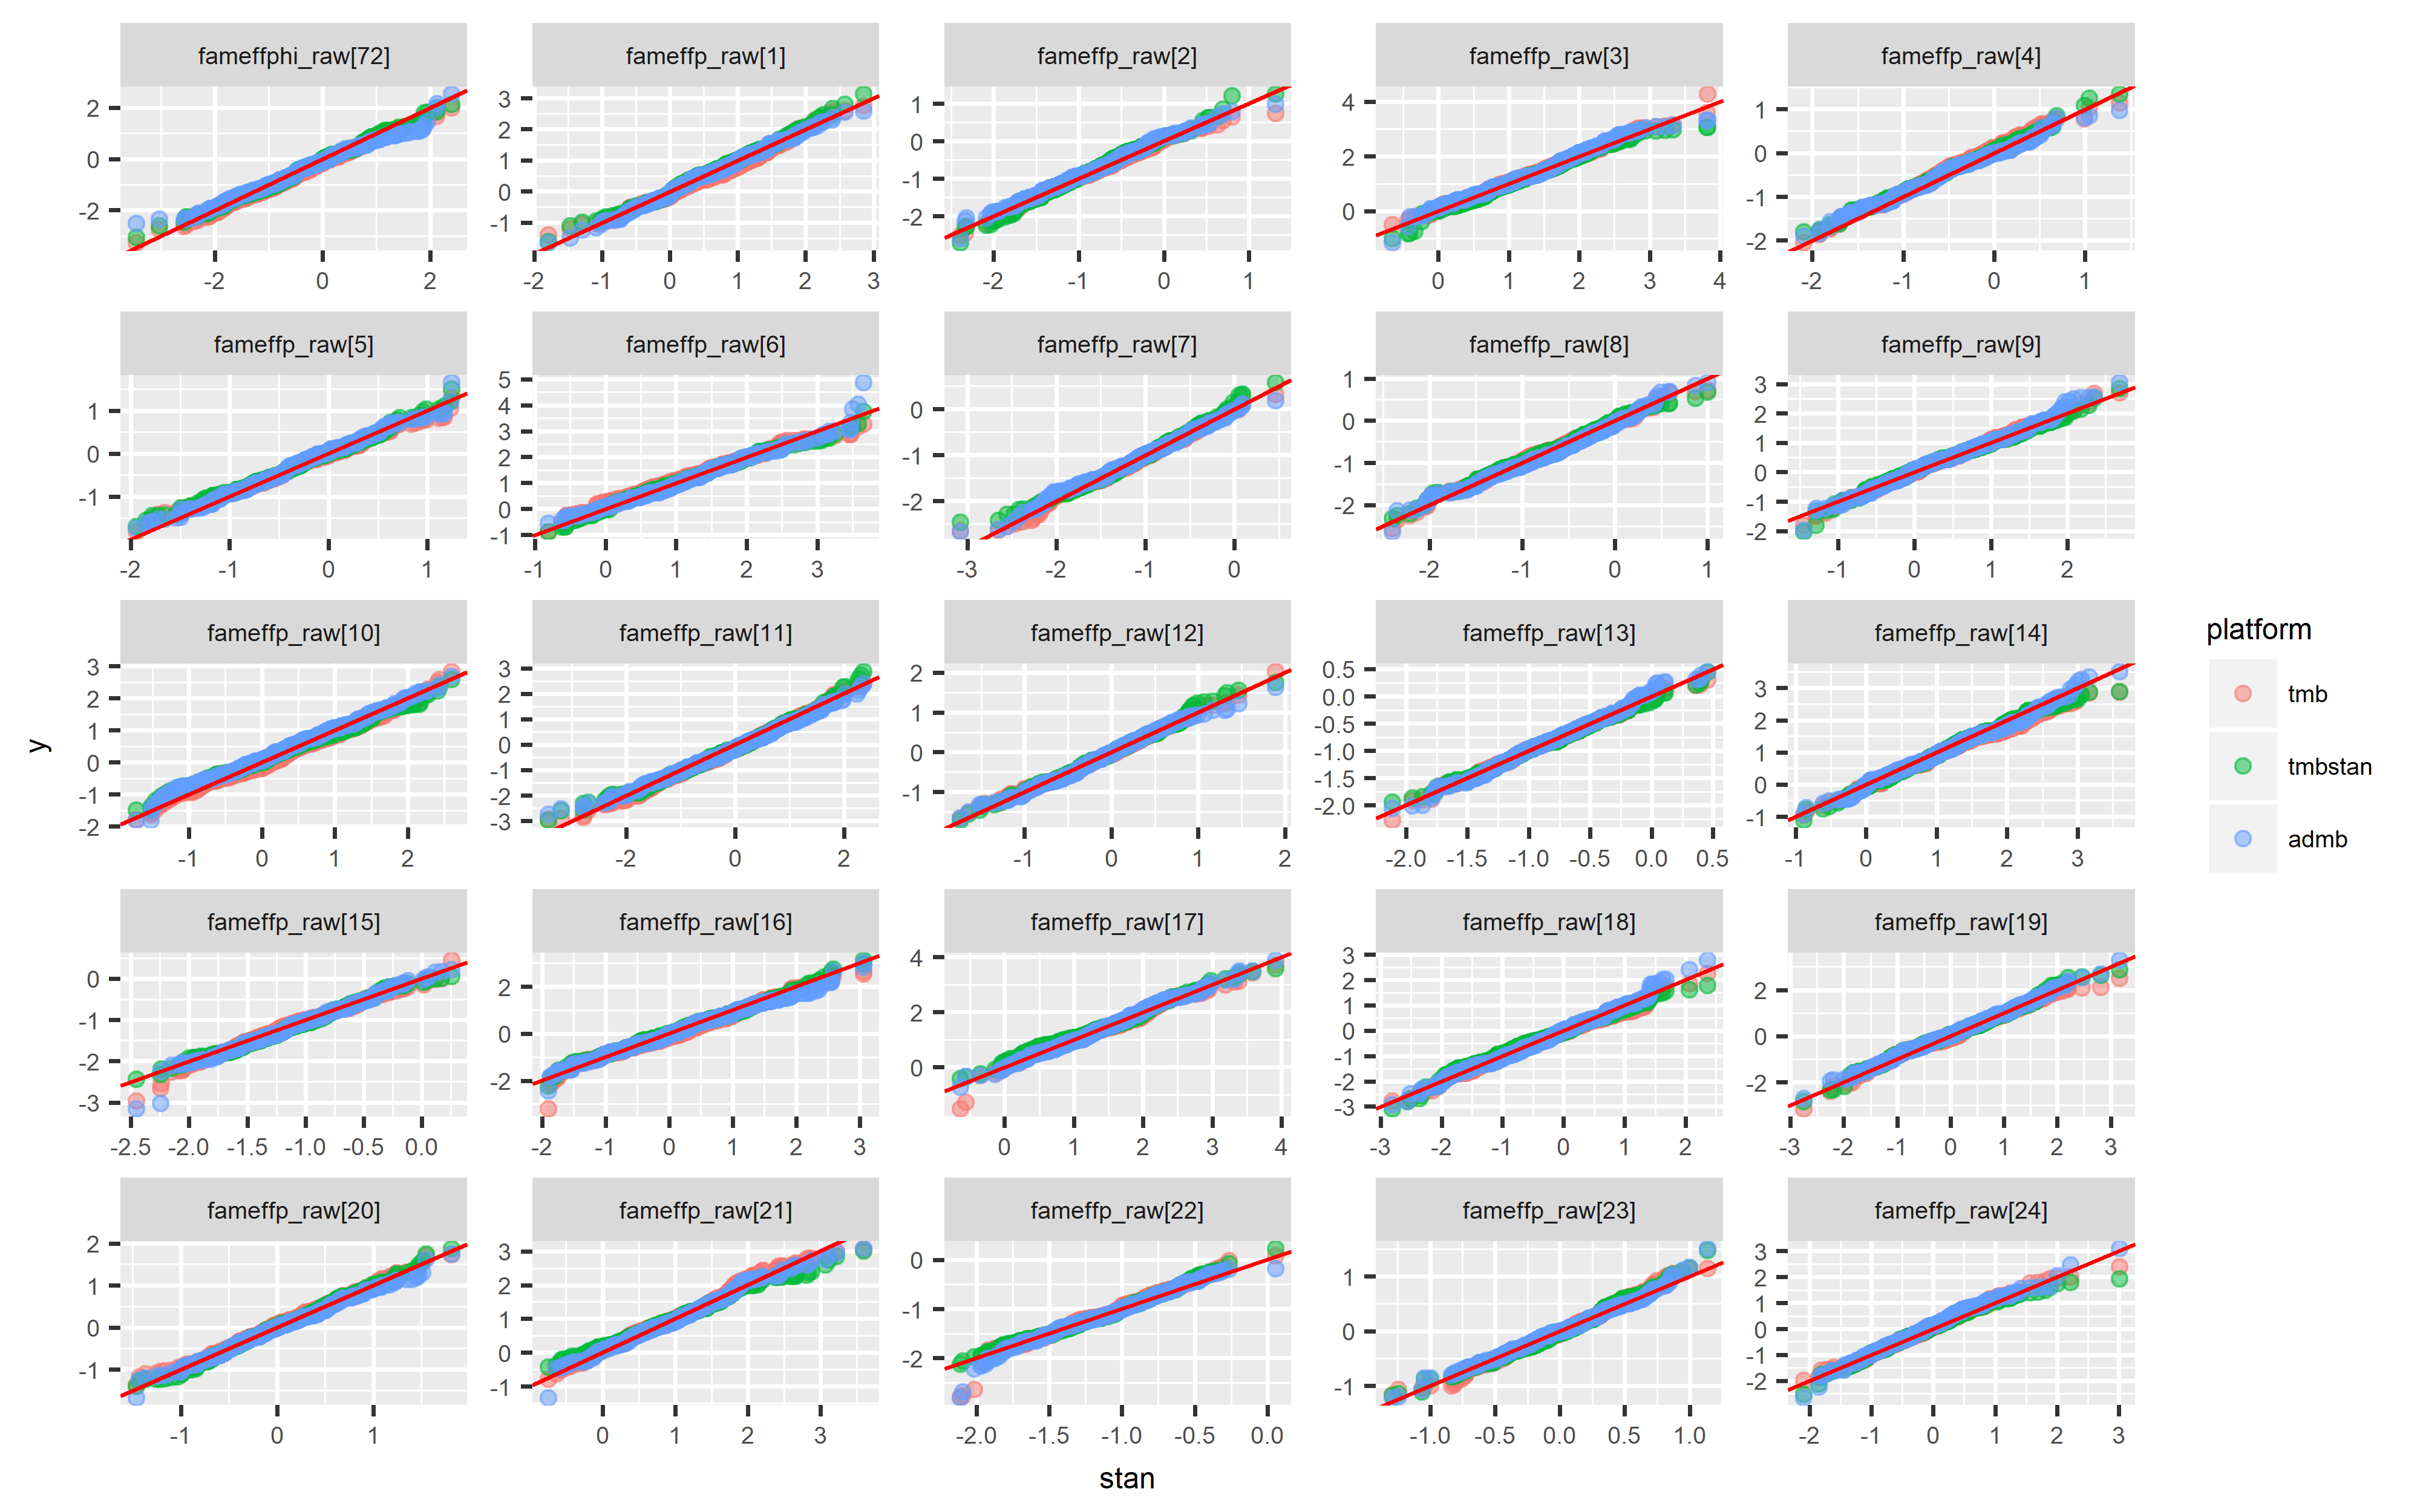 fameffphi_raw[72] fameffp_raw[1] fameffp_raw[2] fameffp_raw[3] fameffp_raw[4]
2 0 -2
3 2 1 0 -1
1 0 -1 -2
4 2 0
1 0 -1 -2
-2 0 2
-2 -1 0 1 2 3
-2 -1 0 1
0 1 2 3 4
-2 -1 0 1
fameffp_raw[5] fameffp_raw[6] fameffp_raw[7] fameffp_raw[8] fameffp_raw[9]
1 0 -1
5 4 3 2 1 0 -1
0 -1 -2
1 0 -1 -2
3 2 1 0 -1 -2
-2 -1 0 1
-1 0 1 2 3
-3 -2 -1 0
-2 -1 0 1
-1 0 1 2
fameffp_raw[10] fameffp_raw[11] fameffp_raw[12] fameffp_raw[13] fameffp_raw[14]
3 2 1 0 -1 -2
3 2 1 0 -1 -2 -3
2 1 0 -1
0.5 0.0 -0.5 -1.0 -1.5 -2.0
3 2 1 0 -1
-1 0 1 2
-2 0 2
-1 0 1 2
-2.0 -1.5 -1.0 -0.5 0.0 0.5
-1 0 1 2 3
fameffp_raw[15] fameffp_raw[16] fameffp_raw[17] fameffp_raw[18] fameffp_raw[19]
0 -1 -2 -3
2 0 -2
4 2 0
3 2 1 0 -1 -2 -3
2 0 -2
-2.5 -2.0 -1.5 -1.0 -0.5 0.0
-2 -1 0 1 2 3
0 1 2 3 4
-3 -2 -1 0 1 2
-3 -2 -1 0 1 2 3
fameffp_raw[20] fameffp_raw[21] fameffp_raw[22] fameffp_raw[23] fameffp_raw[24]
2 1 0 -1
3 2 1 0 -1
0 -1 -2
1 0 -1
3 2 1 0 -1 -2
-1 0 1
0 1 2 3
-2.0 -1.5 -1.0 -0.5 0.0
-1.0 -0.5 0.0 0.5 1.0
-2 -1 0 1 2 3
y
stan
platform
tmb
tmbstan
admb